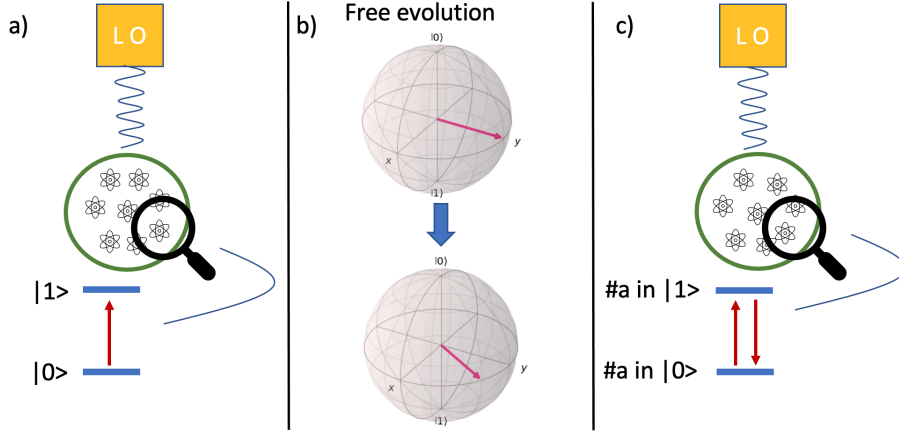 a)
L O
|1>
|0>
b)
Free evolution
|0⟩
x
y
|1⟩
|0⟩
x
y
|1⟩
c)
L O
#a in |1>
#a in |0>